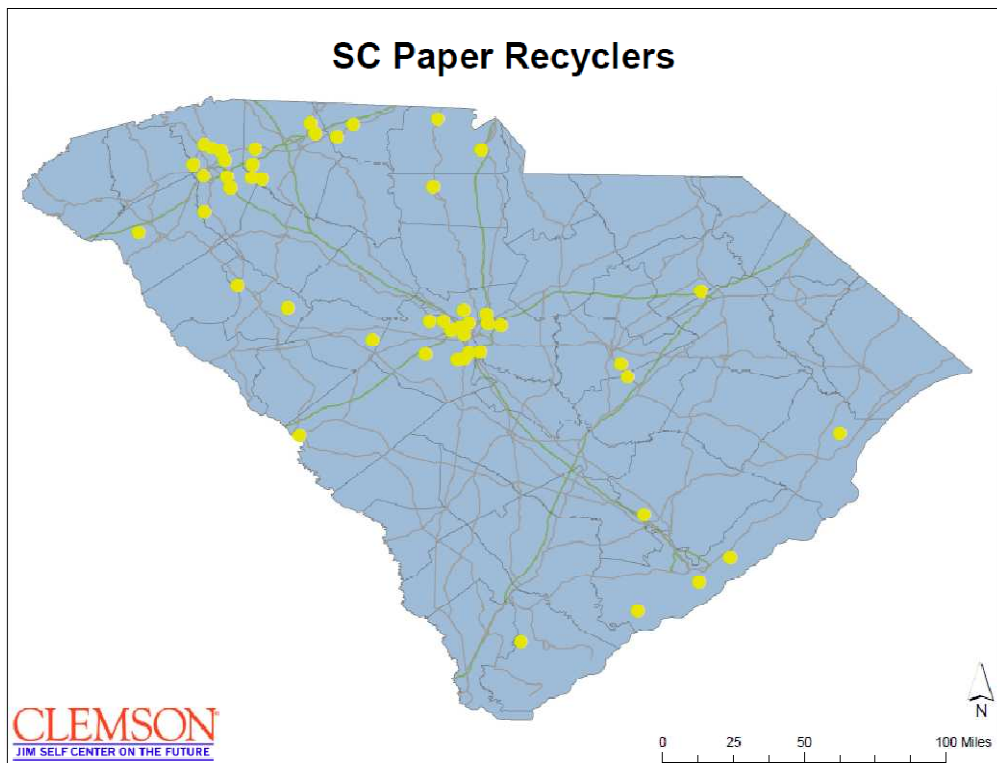 SC Paper Recyclers
N
CLEMSON
JIM SELF CENTER ON THE FUTURE
0 25 50 100 Miles